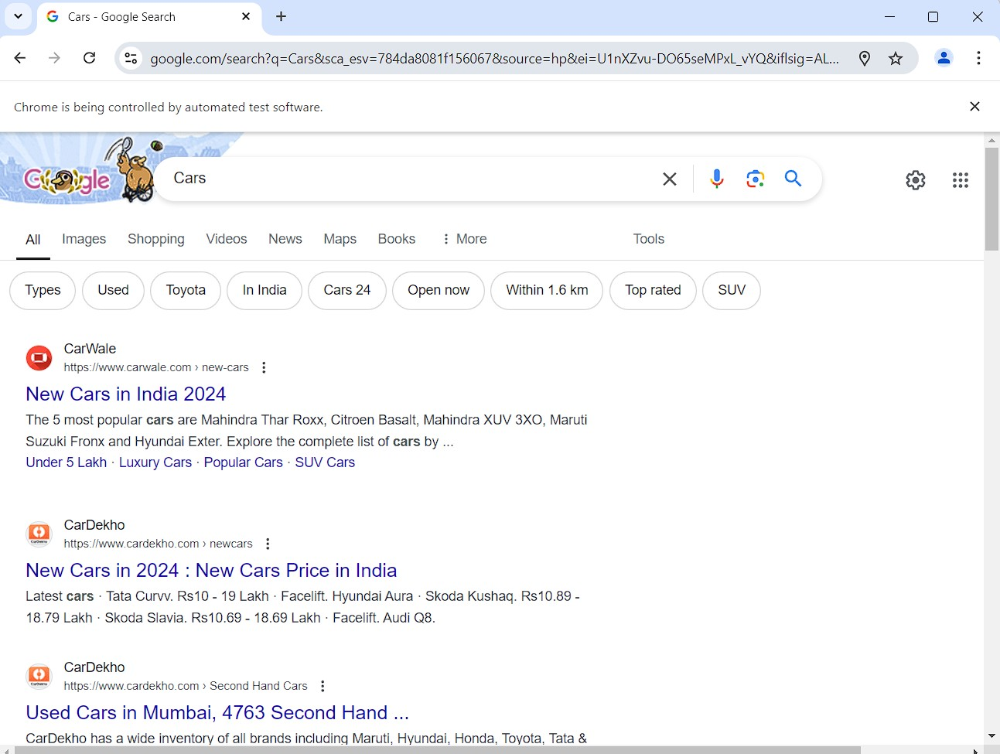 Cars - Google Search
google.com/search?q=Cars&sca_esv=784da8081f156067&source=hp&ei=U1nXZvu-DO65seMPxL_vYQ&iflsig=AL...
Chrome is being controlled by automated test software.
Google
Cars
All Images Shopping Videos News Maps Books More Tools
Types Used Toyota In India Cars 24 Open now Within 1.6 km Top rated SUV
CarWale
https://www.carwale.com › new-cars
New Cars in India 2024
The 5 most popular cars are Mahindra Thar Roxx, Citroen Basalt, Mahindra XUV 3XO, Maruti
Suzuki Fronx and Hyundai Exter. Explore the complete list of cars by ...
Under 5 Lakh · Luxury Cars · Popular Cars · SUV Cars
CarDekho
https://www.cardekho.com › newcars
New Cars in 2024 : New Cars Price in India
Latest cars · Tata Curvv. Rs10 - 19 Lakh · Facelift. Hyundai Aura · Skoda Kushaq. Rs10.89 -
18.79 Lakh · Skoda Slavia. Rs10.69 - 18.69 Lakh · Facelift. Audi Q8.
CarDekho
https://www.cardekho.com › Second Hand Cars
Used Cars in Mumbai, 4763 Second Hand ...
CarDekho has a wide inventory of all brands including Maruti, Hyundai, Honda, Toyota, Tata &